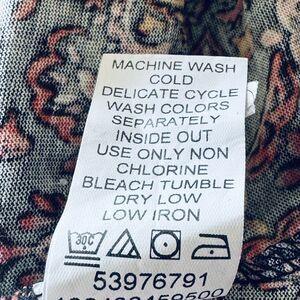 MACHINE WASH
COLD
DELICATE CYCLE
WASH COLORS
SEPARATELY
INSIDE OUT
USE ONLY NON
CHLORINE
BLEACH TUMBLE
DRY LOW
LOW IRON
30C
53976791